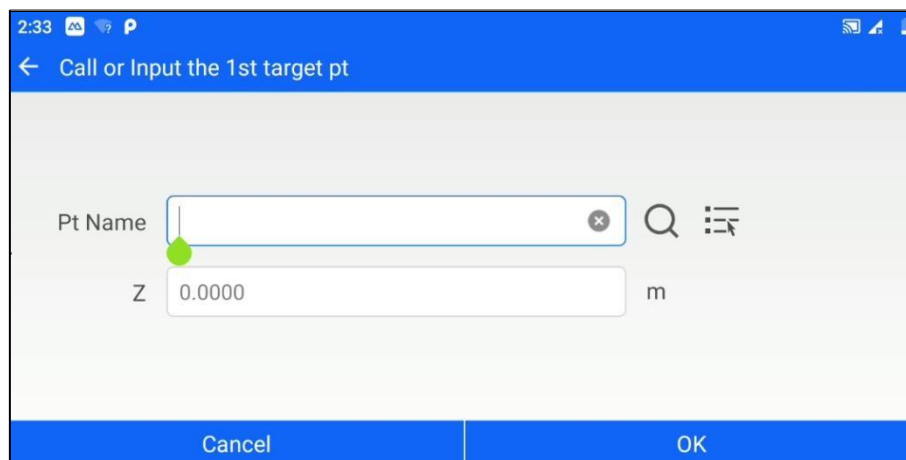 2:33 ? P
Call or Input the 1st target pt
Pt Name
Z 0.0000 m
Cancel OK